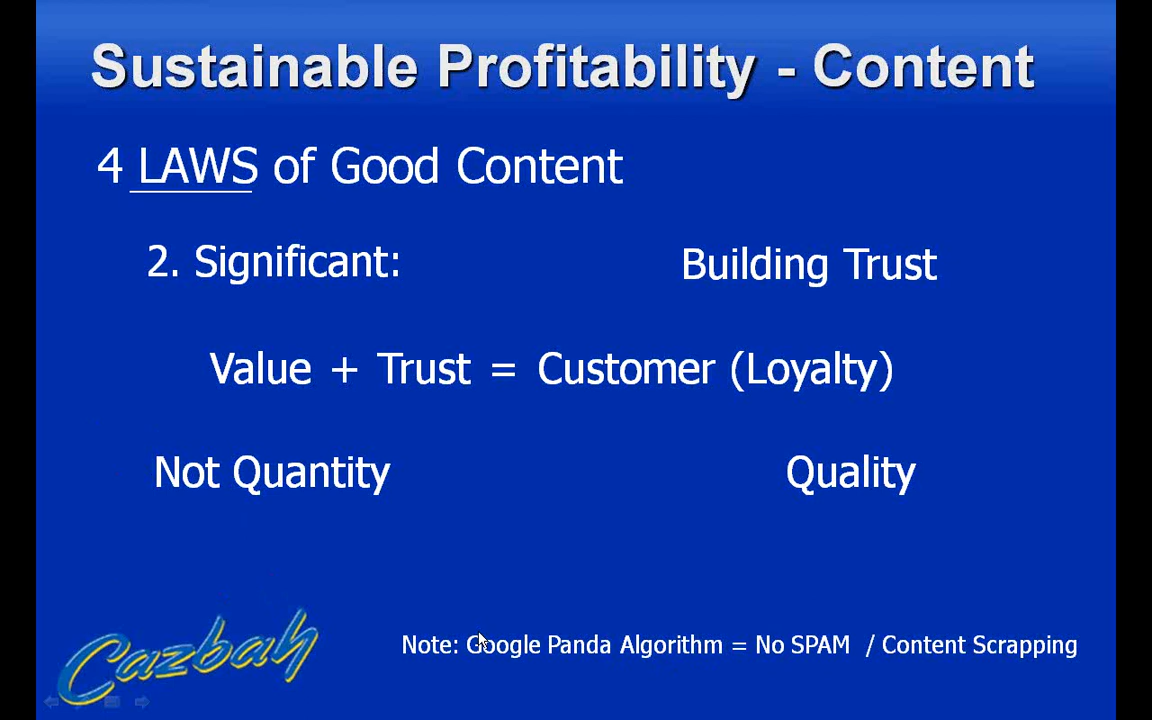 Sustainable Profitability - Content
4 LAWS of Good Content
2. Significant: Building Trust
Value + Trust = Customer (Loyalty)
Not Quantity Quality
Cazbah
Note: Google Panda Algorithm = No SPAM / Content Scrapping